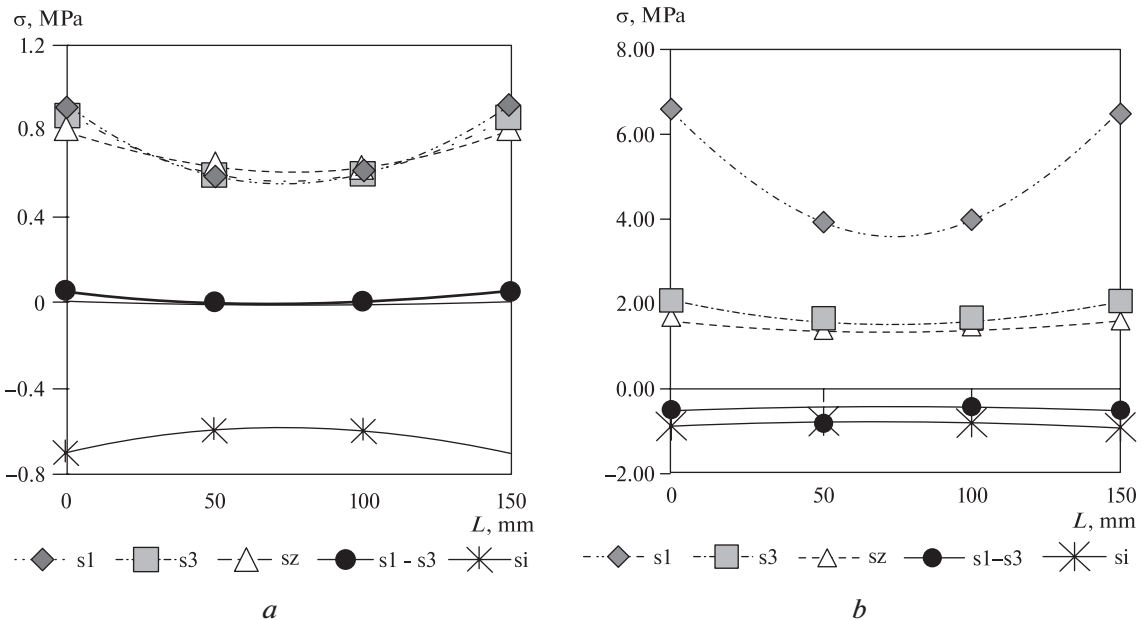 σ, MPa
1.2
0.8
0.4
0
−0.4
−0.8
0 50 100 150
L, mm
s1 s3 sz s1 - s3 si
a
σ, MPa
8.00
6.00
4.00
2.00
0.00
−2.00
0 50 100 150
L, mm
s1 s3 sz s1–s3 si
b